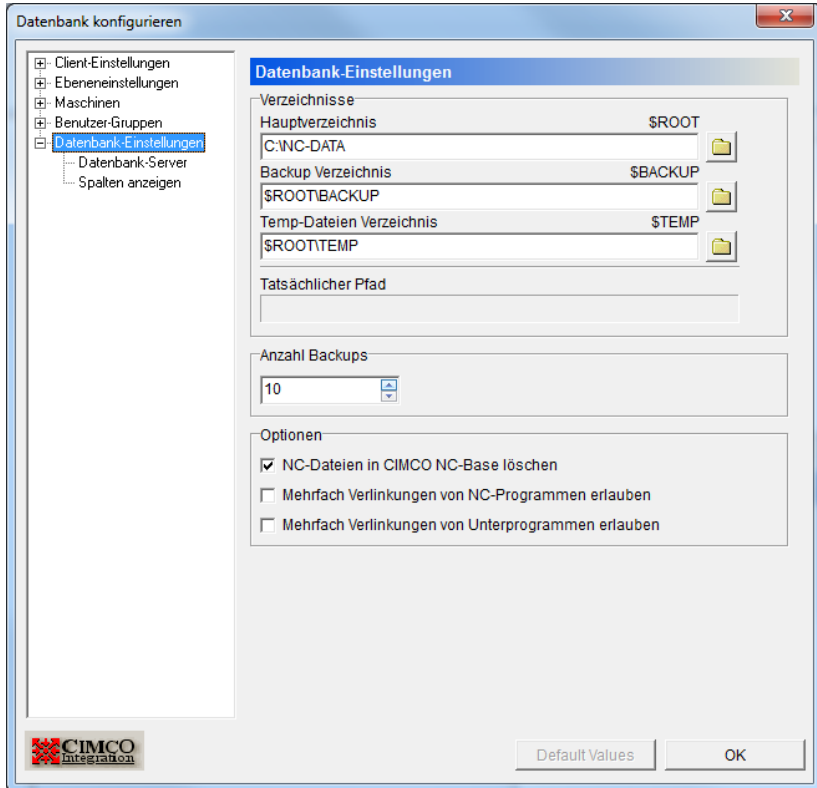 Datenbank konfigurieren
Client-Einstellungen
Ebeneneinstellungen
Maschinen
Benutzer-Gruppen
Datenbank-Einstellungen
Datenbank-Server
Spalten anzeigen
Datenbank-Einstellungen
Verzeichnisse
Hauptverzeichnis $ROOT
C:\NC-DATA
Backup Verzeichnis $BACKUP
$ROOT\BACKUP
Temp-Dateien Verzeichnis $TEMP
$ROOT\TEMP
Tatsächlicher Pfad
Anzahl Backups
10
Optionen
NC-Dateien in CIMCO NC-Base löschen
Mehrfach Verlinkungen von NC-Programmen erlauben
Mehrfach Verlinkungen von Unterprogrammen erlauben
CIMCO
Integration
Default Values OK